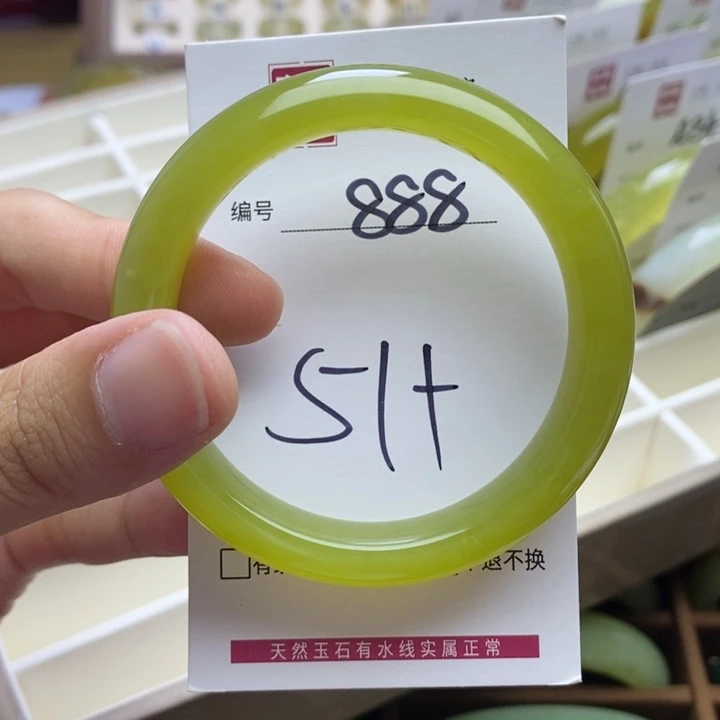 编号 888
51+
退不换
天然玉石有水线实属正常